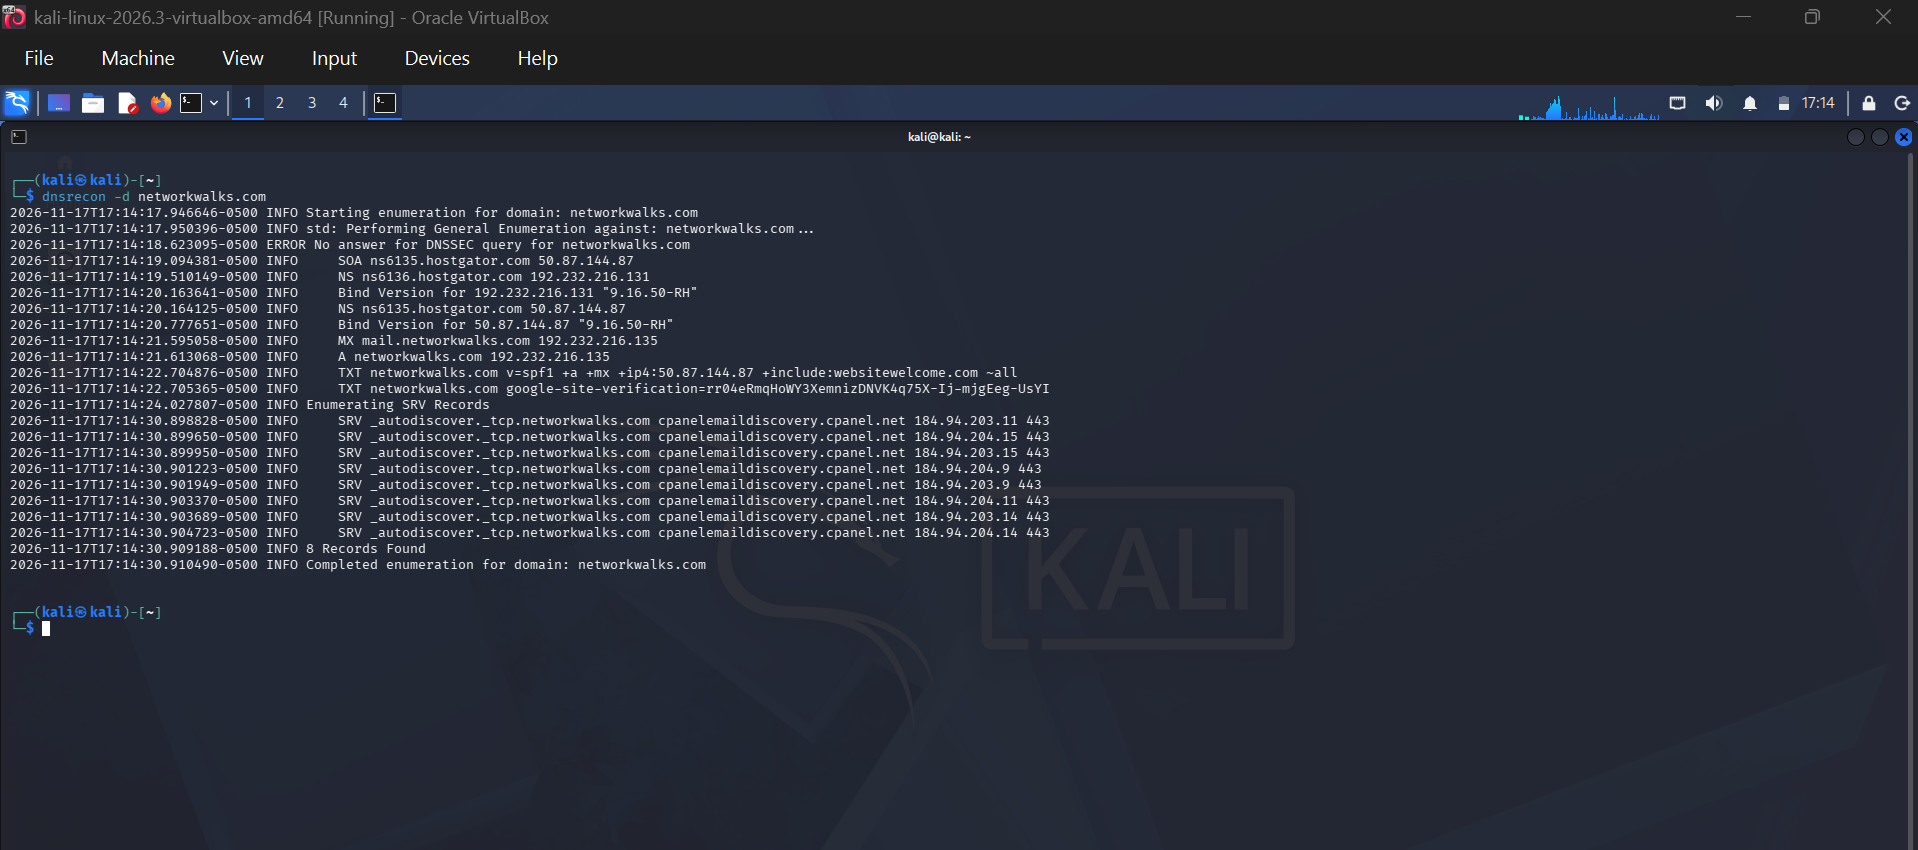 kali-linux-2026.3-virtualbox-amd64 [Running] - Oracle VirtualBox
File Machine View Input Devices Help
1 2 3 4 17:14
kali@kali: ~
┌──(kali㉿kali)-[~]
└─$ dnsrecon -d networkwalks.com
2026-11-17T17:14:17.946646-0500 INFO Starting enumeration for domain: networkwalks.com
2026-11-17T17:14:17.950396-0500 INFO std: Performing General Enumeration against: networkwalks.com...
2026-11-17T17:14:18.623095-0500 ERROR No answer for DNSSEC query for networkwalks.com
2026-11-17T17:14:19.094381-0500 INFO     SOA ns6135.hostgator.com 50.87.144.87
2026-11-17T17:14:19.510149-0500 INFO     NS ns6136.hostgator.com 192.232.216.131
2026-11-17T17:14:20.163641-0500 INFO     Bind Version for 192.232.216.131 "9.16.50-RH"
2026-11-17T17:14:20.164125-0500 INFO     NS ns6135.hostgator.com 50.87.144.87
2026-11-17T17:14:20.777651-0500 INFO     Bind Version for 50.87.144.87 "9.16.50-RH"
2026-11-17T17:14:21.595058-0500 INFO     MX mail.networkwalks.com 192.232.216.135
2026-11-17T17:14:21.613068-0500 INFO     A networkwalks.com 192.232.216.135
2026-11-17T17:14:22.704876-0500 INFO     TXT networkwalks.com v=spf1 +a +mx +ip4:50.87.144.87 +include:websitewelcome.com ~all
2026-11-17T17:14:22.705365-0500 INFO     TXT networkwalks.com google-site-verification=rr04eRmqHoWY3XemnizDNVK4q75X-Ij-mjgEeg-UsYI
2026-11-17T17:14:24.027807-0500 INFO Enumerating SRV Records
2026-11-17T17:14:30.898828-0500 INFO     SRV _autodiscover._tcp.networkwalks.com cpanelemaildiscovery.cpanel.net 184.94.203.11 443
2026-11-17T17:14:30.899650-0500 INFO     SRV _autodiscover._tcp.networkwalks.com cpanelemaildiscovery.cpanel.net 184.94.204.15 443
2026-11-17T17:14:30.899950-0500 INFO     SRV _autodiscover._tcp.networkwalks.com cpanelemaildiscovery.cpanel.net 184.94.203.15 443
2026-11-17T17:14:30.901223-0500 INFO     SRV _autodiscover._tcp.networkwalks.com cpanelemaildiscovery.cpanel.net 184.94.204.9 443
2026-11-17T17:14:30.901949-0500 INFO     SRV _autodiscover._tcp.networkwalks.com cpanelemaildiscovery.cpanel.net 184.94.203.9 443
2026-11-17T17:14:30.903370-0500 INFO     SRV _autodiscover._tcp.networkwalks.com cpanelemaildiscovery.cpanel.net 184.94.204.11 443
2026-11-17T17:14:30.903689-0500 INFO     SRV _autodiscover._tcp.networkwalks.com cpanelemaildiscovery.cpanel.net 184.94.203.14 443
2026-11-17T17:14:30.904723-0500 INFO     SRV _autodiscover._tcp.networkwalks.com cpanelemaildiscovery.cpanel.net 184.94.204.14 443
2026-11-17T17:14:30.909188-0500 INFO 8 Records Found
2026-11-17T17:14:30.910490-0500 INFO Completed enumeration for domain: networkwalks.com
KALI
┌──(kali㉿kali)-[~]
└─$